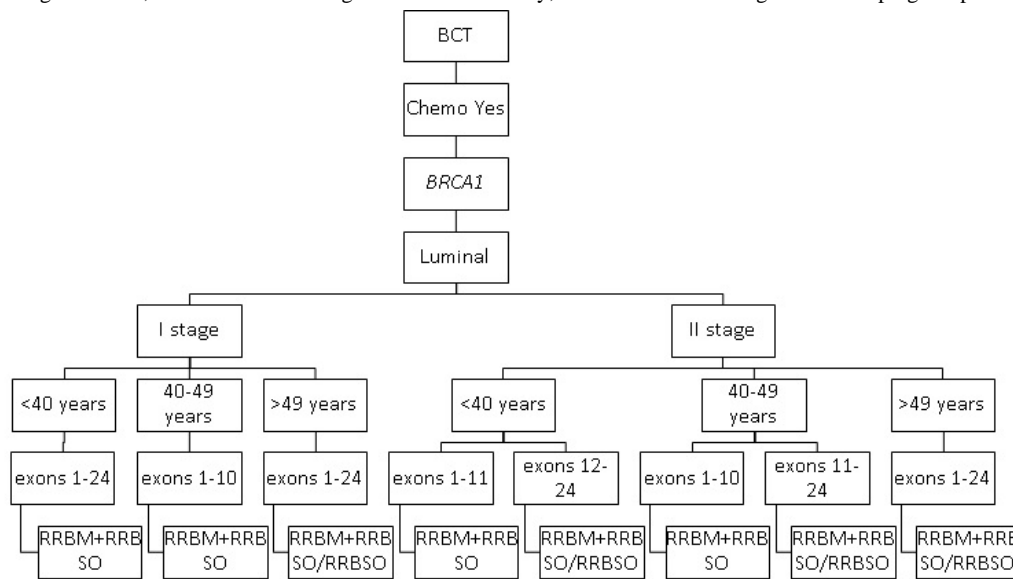 BCT
Chemo Yes
BRCA1
Luminal
I stage
II stage
<40 years
40-49
years
>49 years
<40 years
40-49
years
>49 years
exons 1-24
exons 1-10
exons 1-24
exons 1-11
exons 12-
24
exons 1-10
exons 11-
24
exons 1-24
RRBM+RRB
SO
RRBM+RRB
SO
RRBM+RRB
SO/RRBSO
RRBM+RRB
SO
RRBM+RRB
SO/RRBSO
RRBM+RRB
SO
RRBM+RRB
SO/RRBSO
RRBM+RRB
SO/RRBSO